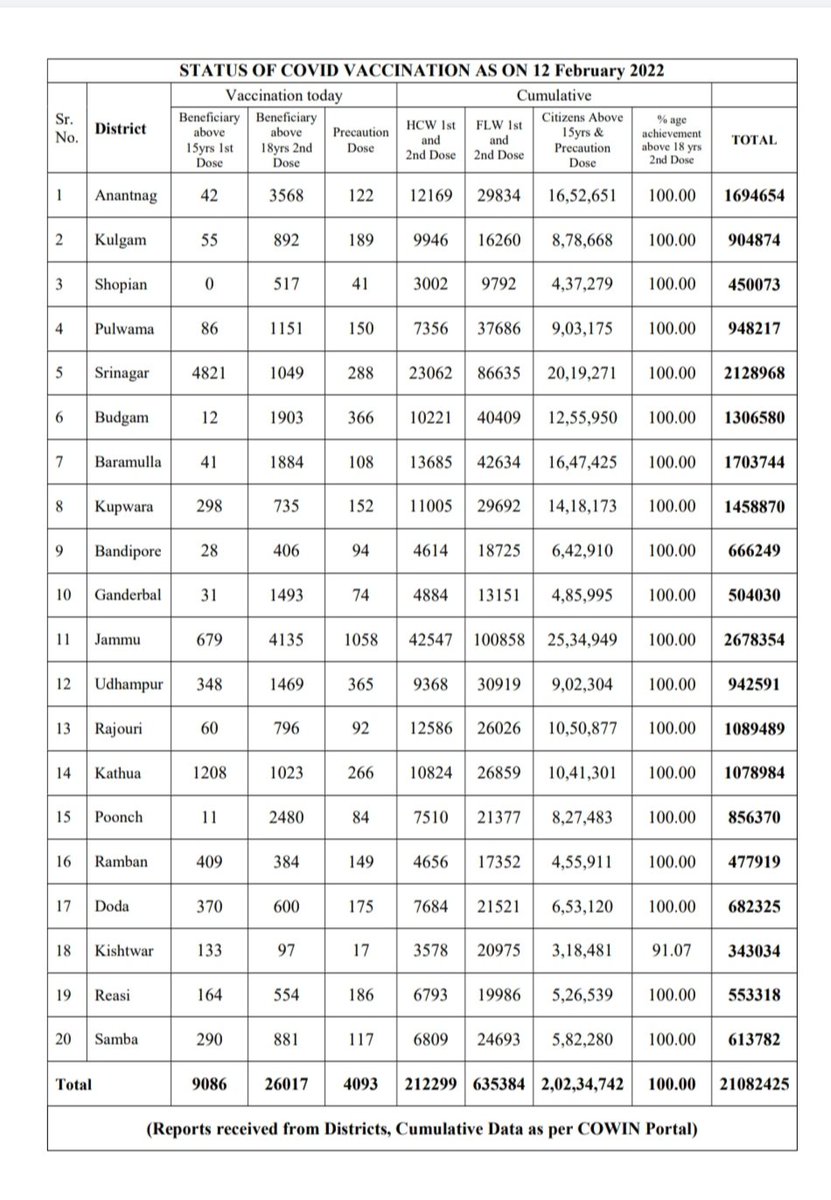 STATUS OF COVID VACCINATION AS ON 12 February 2022
Sr. No. District Vaccination today Cumulative TOTAL
Beneficiary above 15yrs 1st Dose Beneficiary above 18yrs 2nd Dose Precaution Dose HCW 1st and 2nd Dose FLW 1st and 2nd Dose Citizens Above 15yrs & Precaution Dose % age achievement above 18 yrs 2nd Dose
1 Anantnag 42 3568 122 12169 29834 16,52,651 100.00 1694654
2 Kulgam 55 892 189 9946 16260 8,78,668 100.00 904874
3 Shopian 0 517 41 3002 9792 4,37,279 100.00 450073
4 Pulwama 86 1151 150 7356 37686 9,03,175 100.00 948217
5 Srinagar 4821 1049 288 23062 86635 20,19,271 100.00 2128968
6 Budgam 12 1903 366 10221 40409 12,55,950 100.00 1306580
7 Baramulla 41 1884 108 13685 42634 16,47,425 100.00 1703744
8 Kupwara 298 735 152 11005 29692 14,18,173 100.00 1458870
9 Bandipore 28 406 94 4614 18725 6,42,910 100.00 666249
10 Ganderbal 31 1493 74 4884 13151 4,85,995 100.00 504030
11 Jammu 679 4135 1058 42547 100858 25,34,949 100.00 2678354
12 Udhampur 348 1469 365 9368 30919 9,02,304 100.00 942591
13 Rajouri 60 796 92 12586 26026 10,50,877 100.00 1089489
14 Kathua 1208 1023 266 10824 26859 10,41,301 100.00 1078984
15 Poonch 11 2480 84 7510 21377 8,27,483 100.00 856370
16 Ramban 409 384 149 4656 17352 4,55,911 100.00 477919
17 Doda 370 600 175 7684 21521 6,53,120 100.00 682325
18 Kishtwar 133 97 17 3578 20975 3,18,481 91.07 343034
19 Reasi 164 554 186 6793 19986 5,26,539 100.00 553318
20 Samba 290 881 117 6809 24693 5,82,280 100.00 613782
Total 9086 26017 4093 212299 635384 2,02,34,742 100.00 21082425
(Reports received from Districts, Cumulative Data as per COWIN Portal)